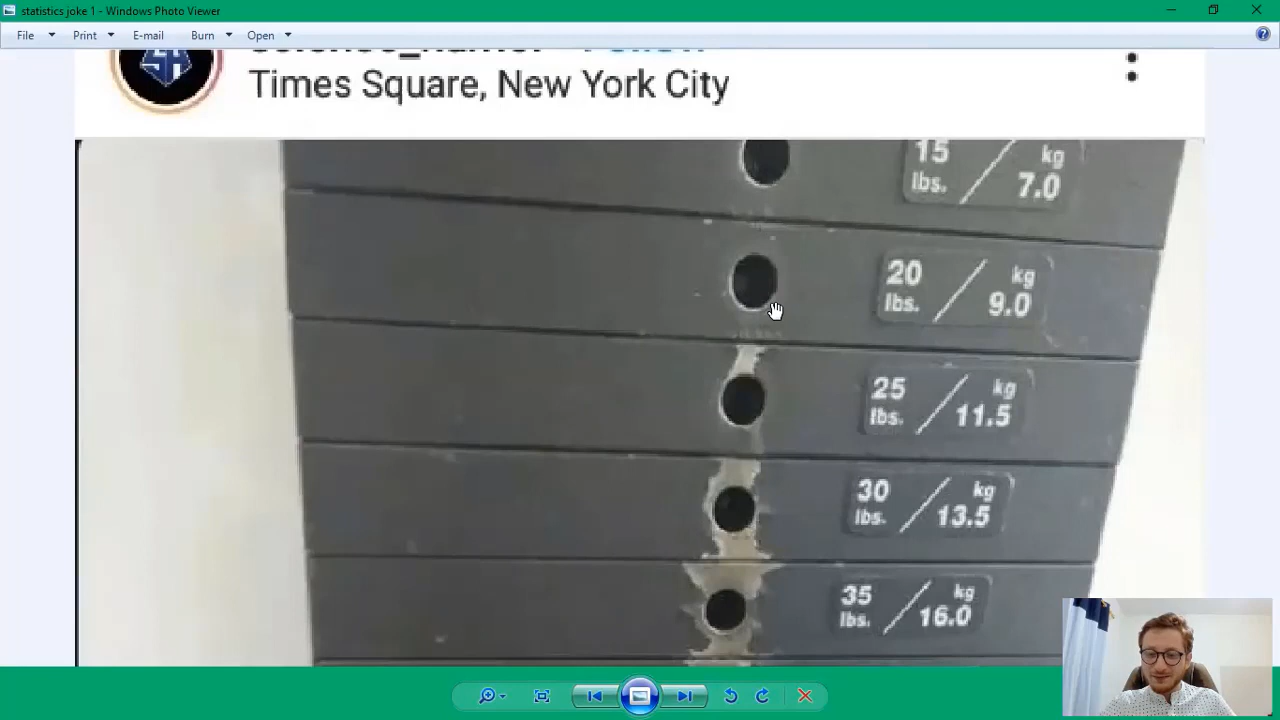 statistics joke 1 - Windows Photo Viewer
File Print E-mail Burn Open
Times Square, New York City
15 lbs. / kg 7.0
20 lbs. / kg 9.0
25 lbs. / kg 11.5
30 lbs. / kg 13.5
35 lbs. / kg 16.0